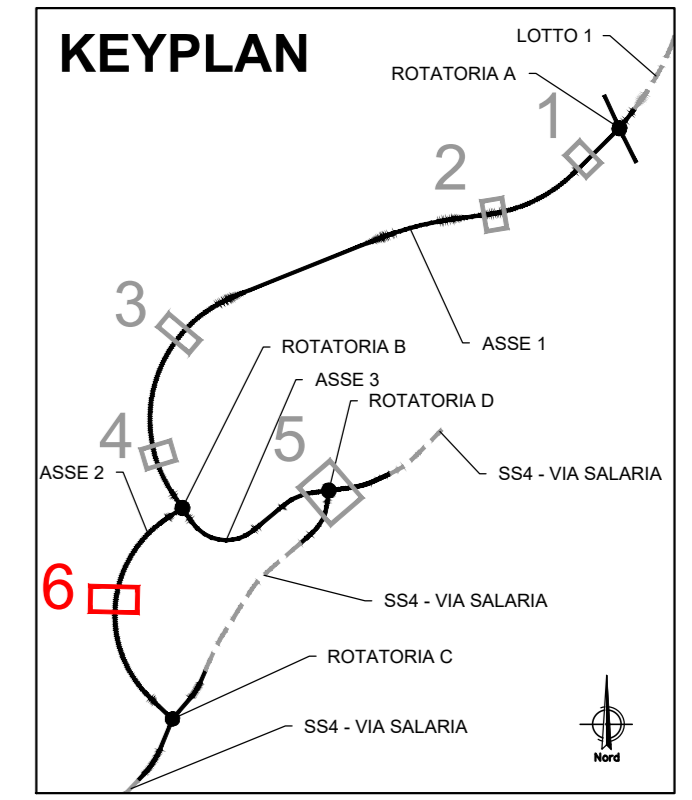 KEYPLAN
LOTTO 1
ROTATORIA A
1
2
3
ASSE 1
ROTATORIA B
ASSE 3
ROTATORIA D
4
5
ASSE 2
SS4 - VIA SALARIA
6
SS4 - VIA SALARIA
ROTATORIA C
SS4 - VIA SALARIA
Nord